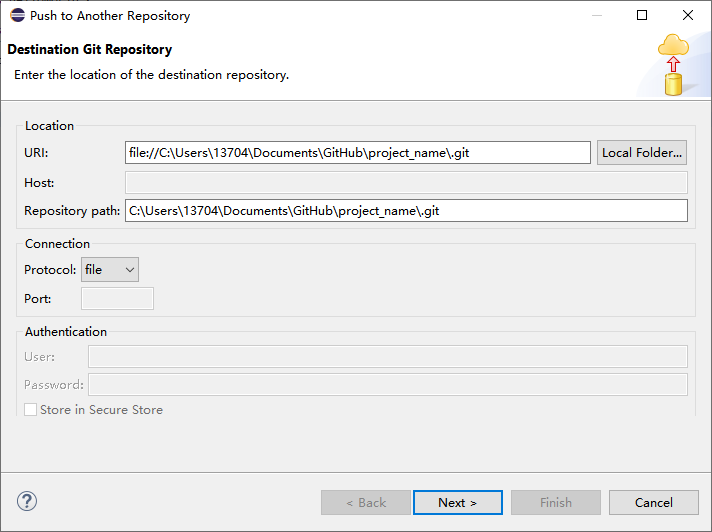 Push to Another Repository
Destination Git Repository
Enter the location of the destination repository.
Location
URI: file://C:\Users\13704\Documents\GitHub\project_name\.git Local Folder...
Host:
Repository path: C:\Users\13704\Documents\GitHub\project_name\.git
Connection
Protocol: file
Port:
Authentication
User:
Password:
Store in Secure Store
? < Back Next > Finish Cancel